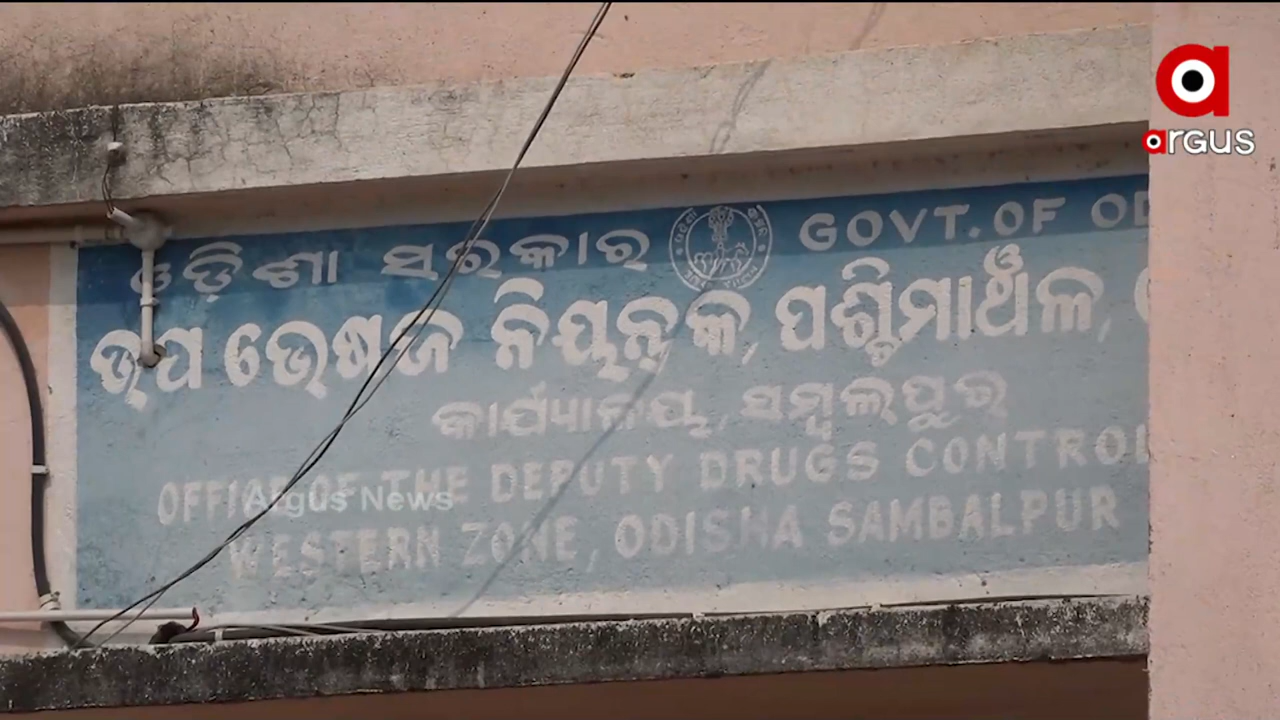 ଓଡ଼ିଶା ସରକାର GOVT. OF
ଉପ ଭେଷଜ ନିୟନ୍ତ୍ରକ, ପଶ୍ଚିମାଞ୍ଚଳ,
କାର୍ଯ୍ୟାଳୟ, ସମ୍ବଲପୁର
OFFICE OF THE DEPUTY DRUGS CONTROL
WESTERN ZONE, ODISHA SAMBALPUR
Argus News
argus